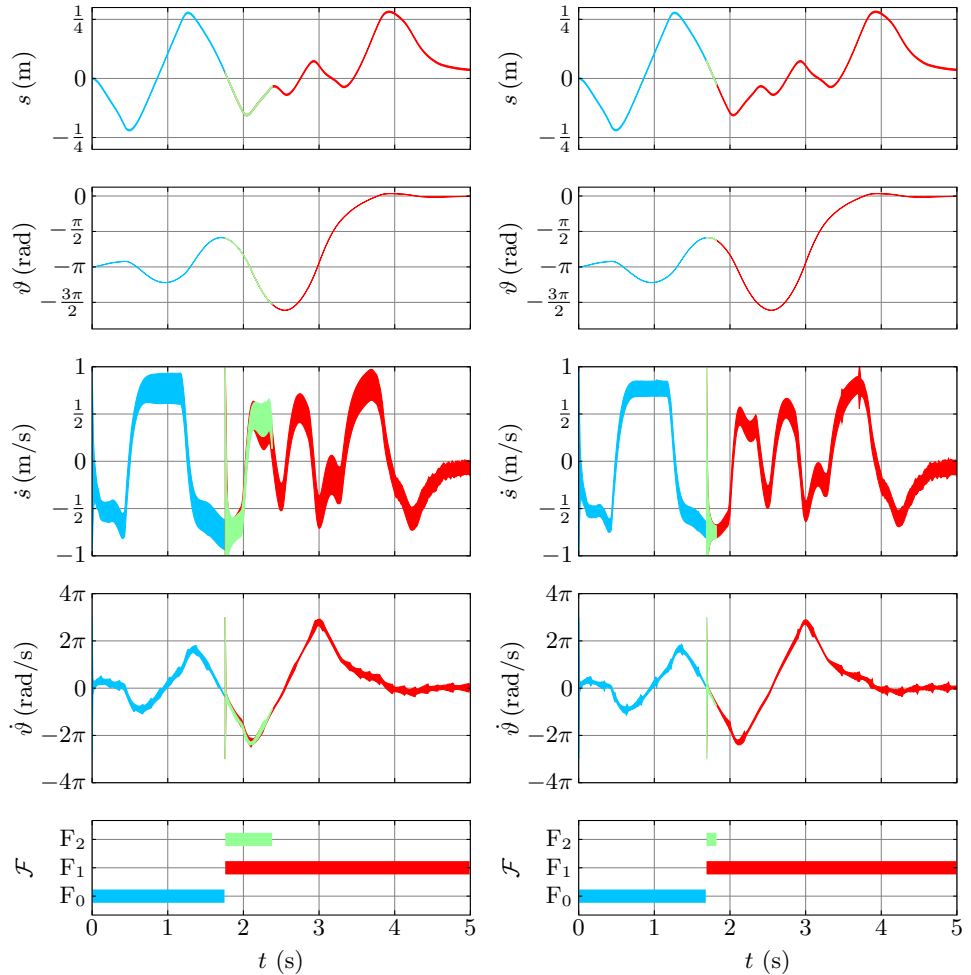 s (m)
1/4
0
−1/4
s (m)
1/4
0
−1/4
ϑ (rad)
0
−π/2
−π
−3π/2
ϑ (rad)
0
−π/2
−π
−3π/2
ṡ (m/s)
1
1/2
0
−1/2
−1
ṡ (m/s)
1
1/2
0
−1/2
−1
ϑ̇ (rad/s)
4π
2π
0
−2π
−4π
ϑ̇ (rad/s)
4π
2π
0
−2π
−4π
ℱ
F₂
F₁
F₀
0 1 2 3 4 5
t (s)
ℱ
F₂
F₁
F₀
0 1 2 3 4 5
t (s)